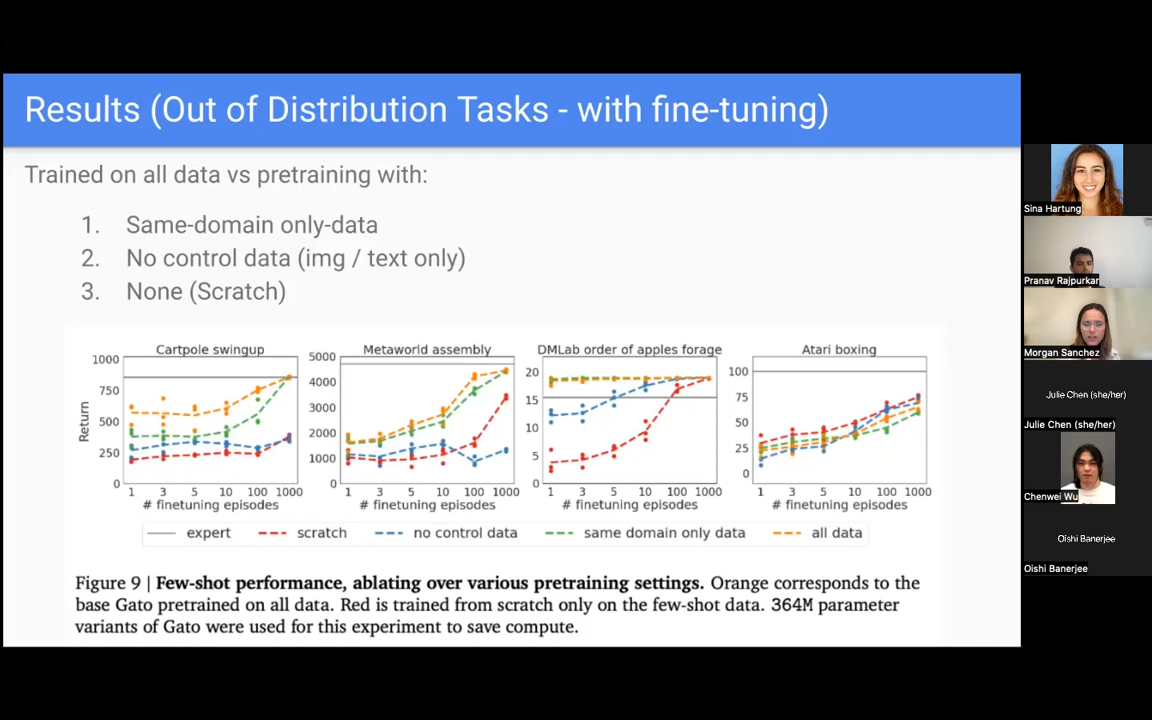 Results (Out of Distribution Tasks - with fine-tuning)
Trained on all data vs pretraining with:
1. Same-domain only-data
2. No control data (img / text only)
3. None (Scratch)
Cartpole swingup
1000
750
500
250
0
Return
1 3 5 10 100 1000
# finetuning episodes
Metaworld assembly
5000
4000
3000
2000
1000
0
1 3 5 10 100 1000
# finetuning episodes
DMLab order of apples forage
20
15
10
5
0
1 3 5 10 100 1000
# finetuning episodes
Atari boxing
100
75
50
25
0
1 3 5 10 100 1000
# finetuning episodes
expert scratch no control data same domain only data all data
Figure 9 | Few-shot performance, ablating over various pretraining settings. Orange corresponds to the
base Gato pretrained on all data. Red is trained from scratch only on the few-shot data. 364M parameter
variants of Gato were used for this experiment to save compute.
Sina Hartung
Pranav Rajpurkar
Morgan Sanchez
Julie Chen (she/her)
Julie Chen (she/her)
Chenwei Wu
Oishi Banerjee
Oishi Banerjee